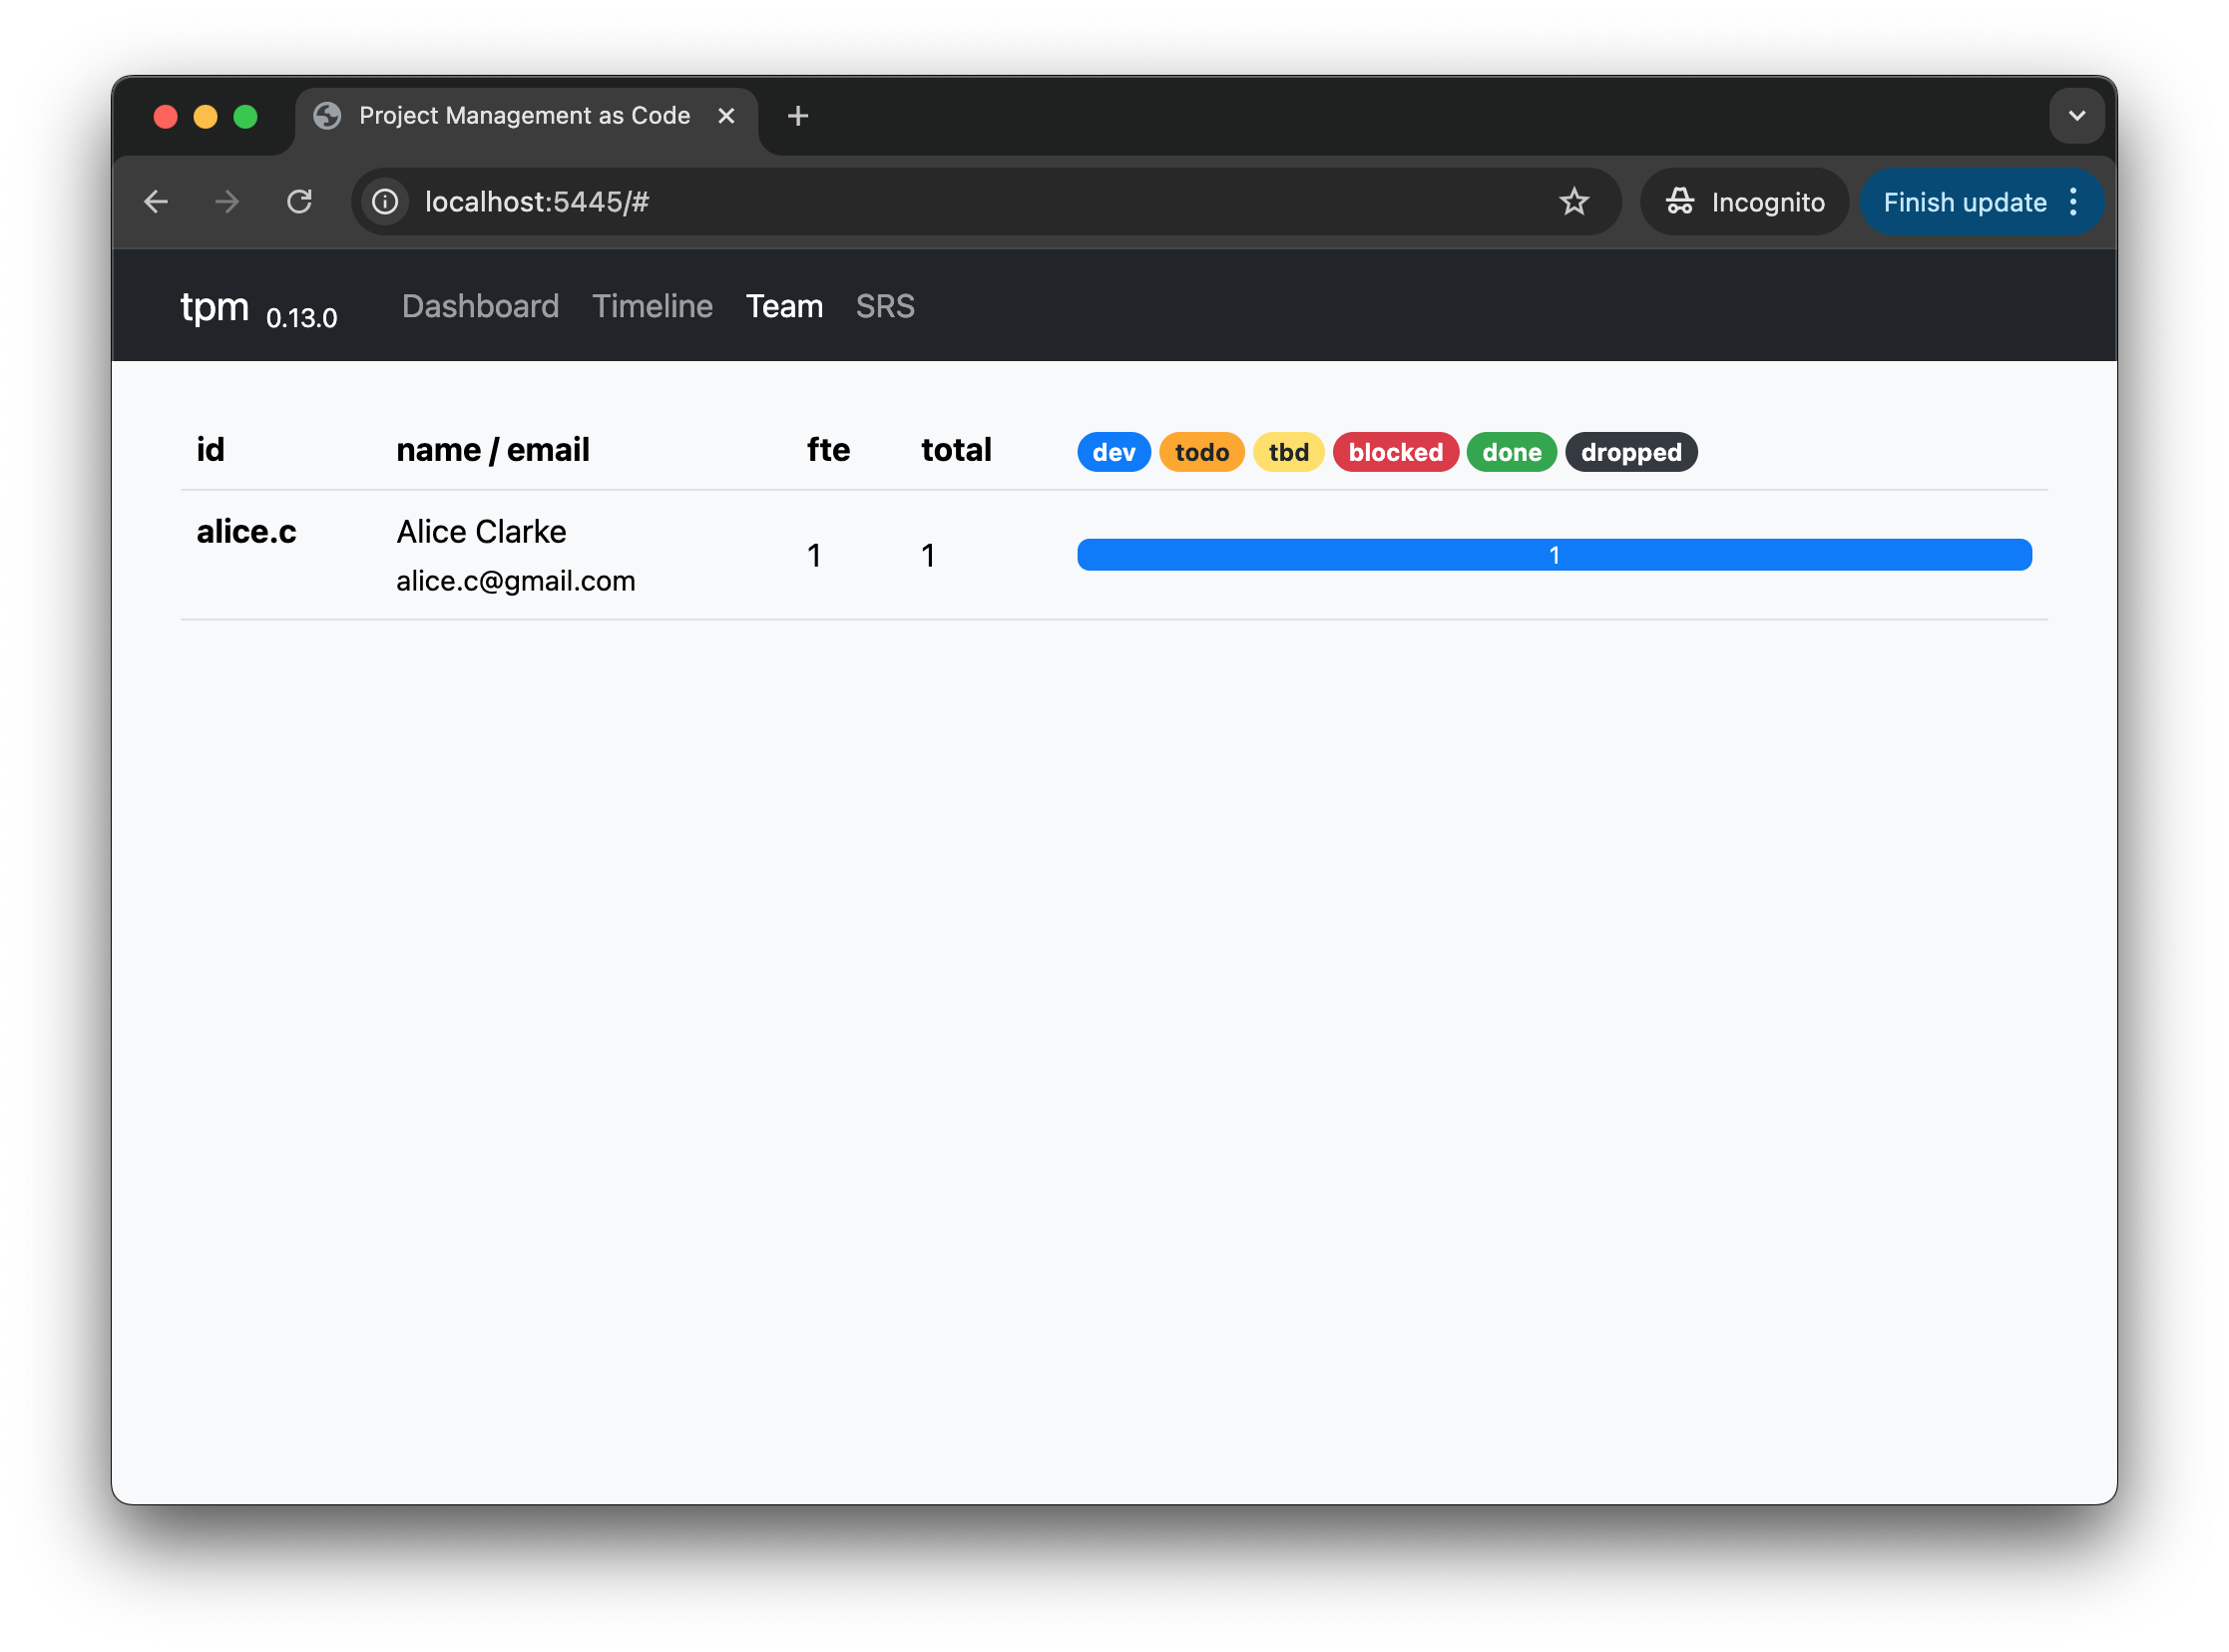 Project Management as Code
localhost:5445/#
Incognito
Finish update
tpm 0.13.0 Dashboard Timeline Team SRS
id name / email fte total dev todo tbd blocked done dropped
alice.c Alice Clarke 1 1 1
alice.c@gmail.com